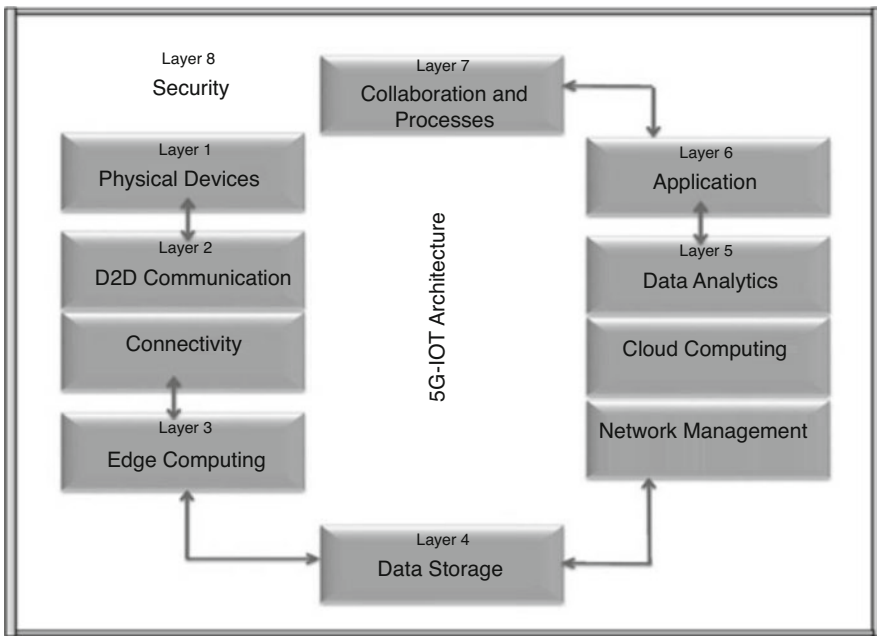 Layer 8
Security
Layer 7
Collaboration and
Processes
Layer 1
Physical Devices
Layer 6
Application
Layer 2
D2D Communication
Layer 5
Data Analytics
Connectivity
Cloud Computing
5G-IOT Architecture
Layer 3
Edge Computing
Network Management
Layer 4
Data Storage